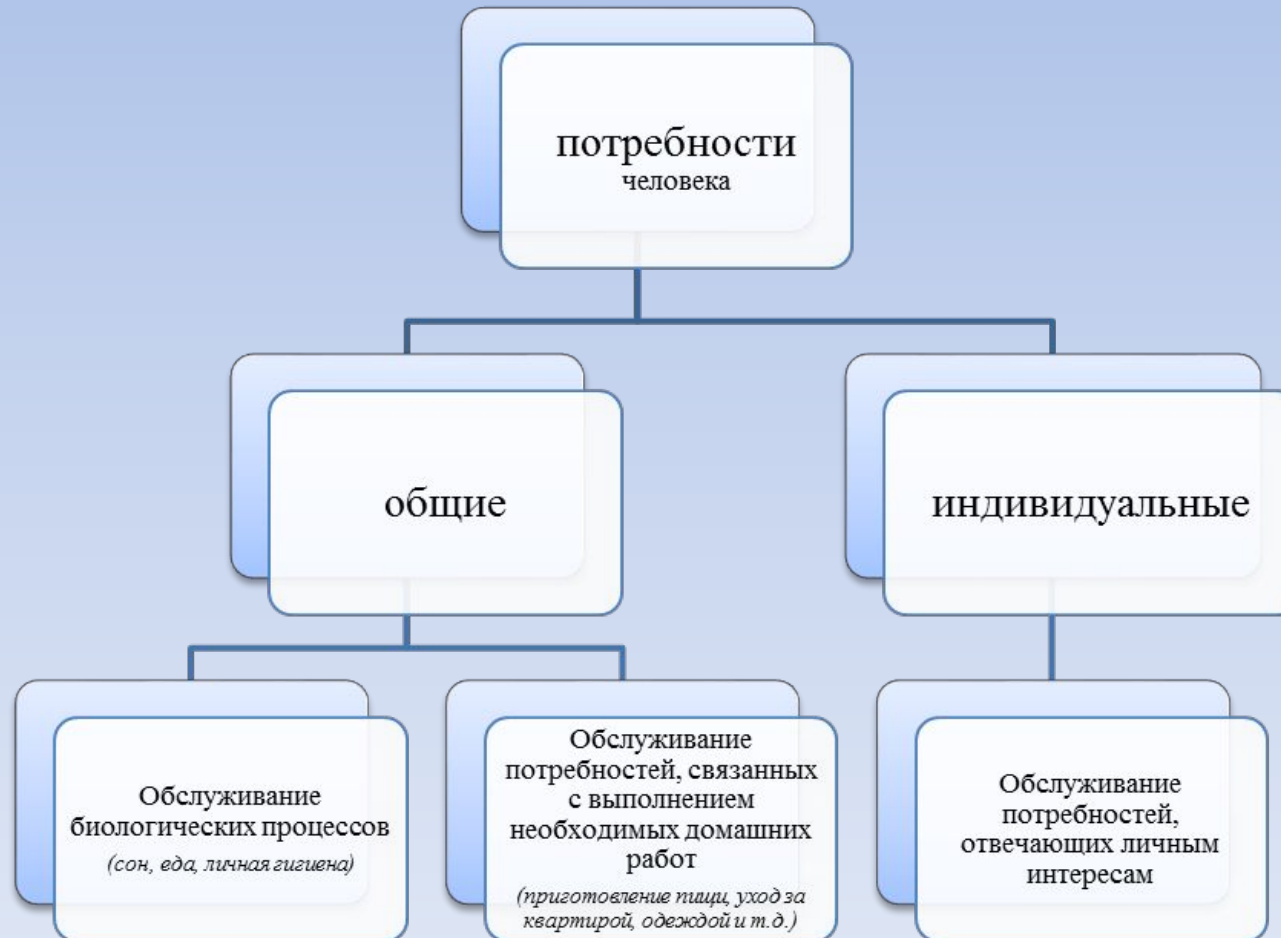 потребности
человека
общие
индивидуальные
Обслуживание
биологических процессов
(сон, еда, личная гигиена)
Обслуживание
потребностей, связанных
с выполнением
необходимых домашних
работ
(приготовление пищи, уход за
квартирой, одеждой и т.д.)
Обслуживание
потребностей,
отвечающих личным
интересам